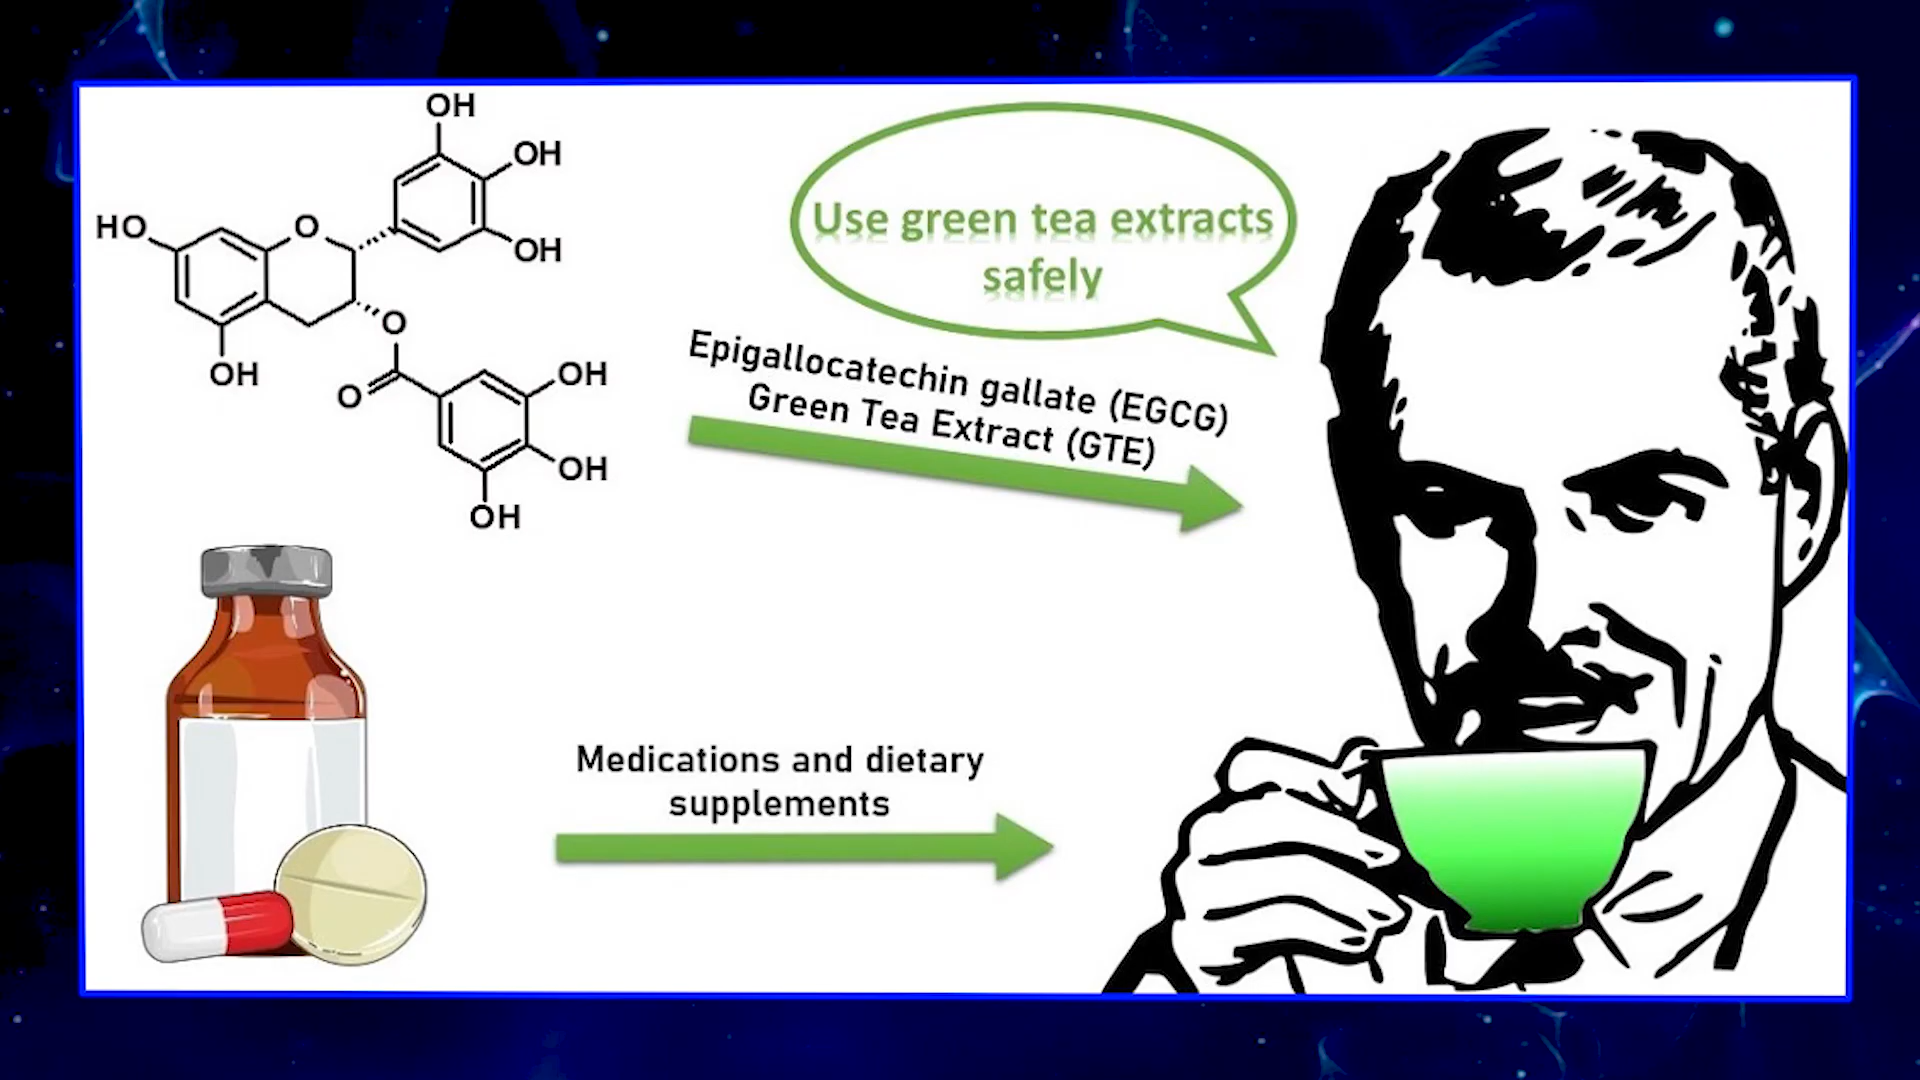 OH
OH
HO
O
OH
O
OH
O
OH
OH
OH
Use green tea extracts
safely
Epigallocatechin gallate (EGCG)
Green Tea Extract (GTE)
Medications and dietary
supplements